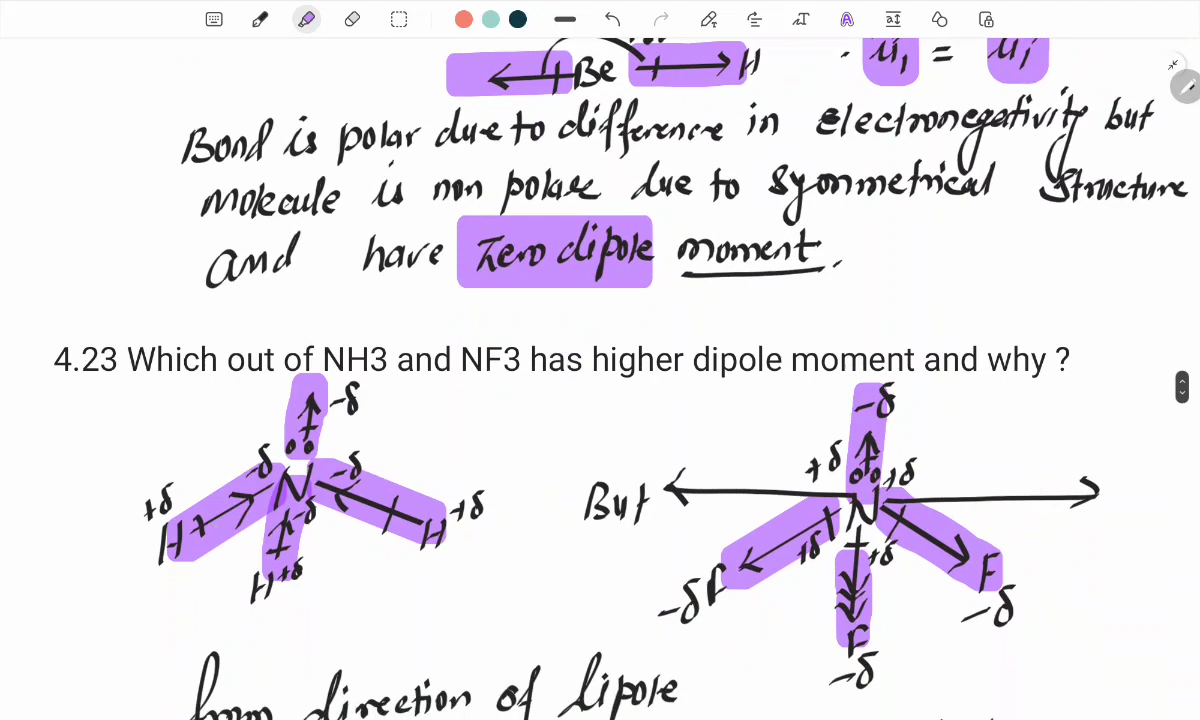 Be H . μ₁ = μ₁
Bond is polar due to difference in Electronegativity but
molecule is non polar due to symmetrical structure
and have Zero dipole moment.
4.23 Which out of NH3 and NF3 has higher dipole moment and why ?
-δ -δ
-δ -δ +δ +δ
+δ N -δ H +δ But N
H H +δ +δ +δ F
-δ F F -δ
-δ
from direction of dipole